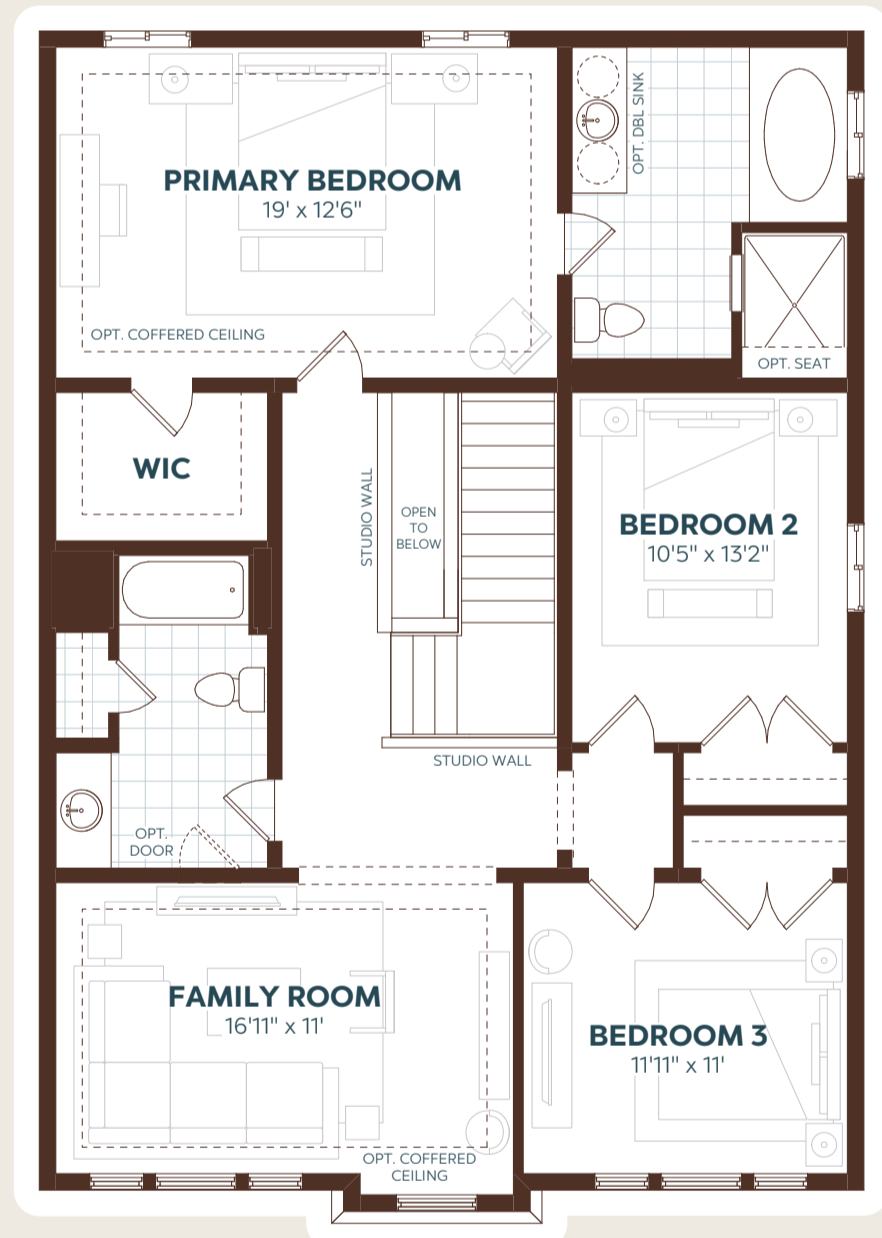 OPT. DBL SINK
PRIMARY BEDROOM
19' x 12'6"
OPT. COFFERED CEILING
OPT. SEAT
WIC
STUDIO WALL
OPEN
TO
BELOW
BEDROOM 2
10'5" x 13'2"
STUDIO WALL
OPT.
DOOR
FAMILY ROOM
16'11" x 11'
BEDROOM 3
11'11" x 11'
OPT. COFFERED
CEILING